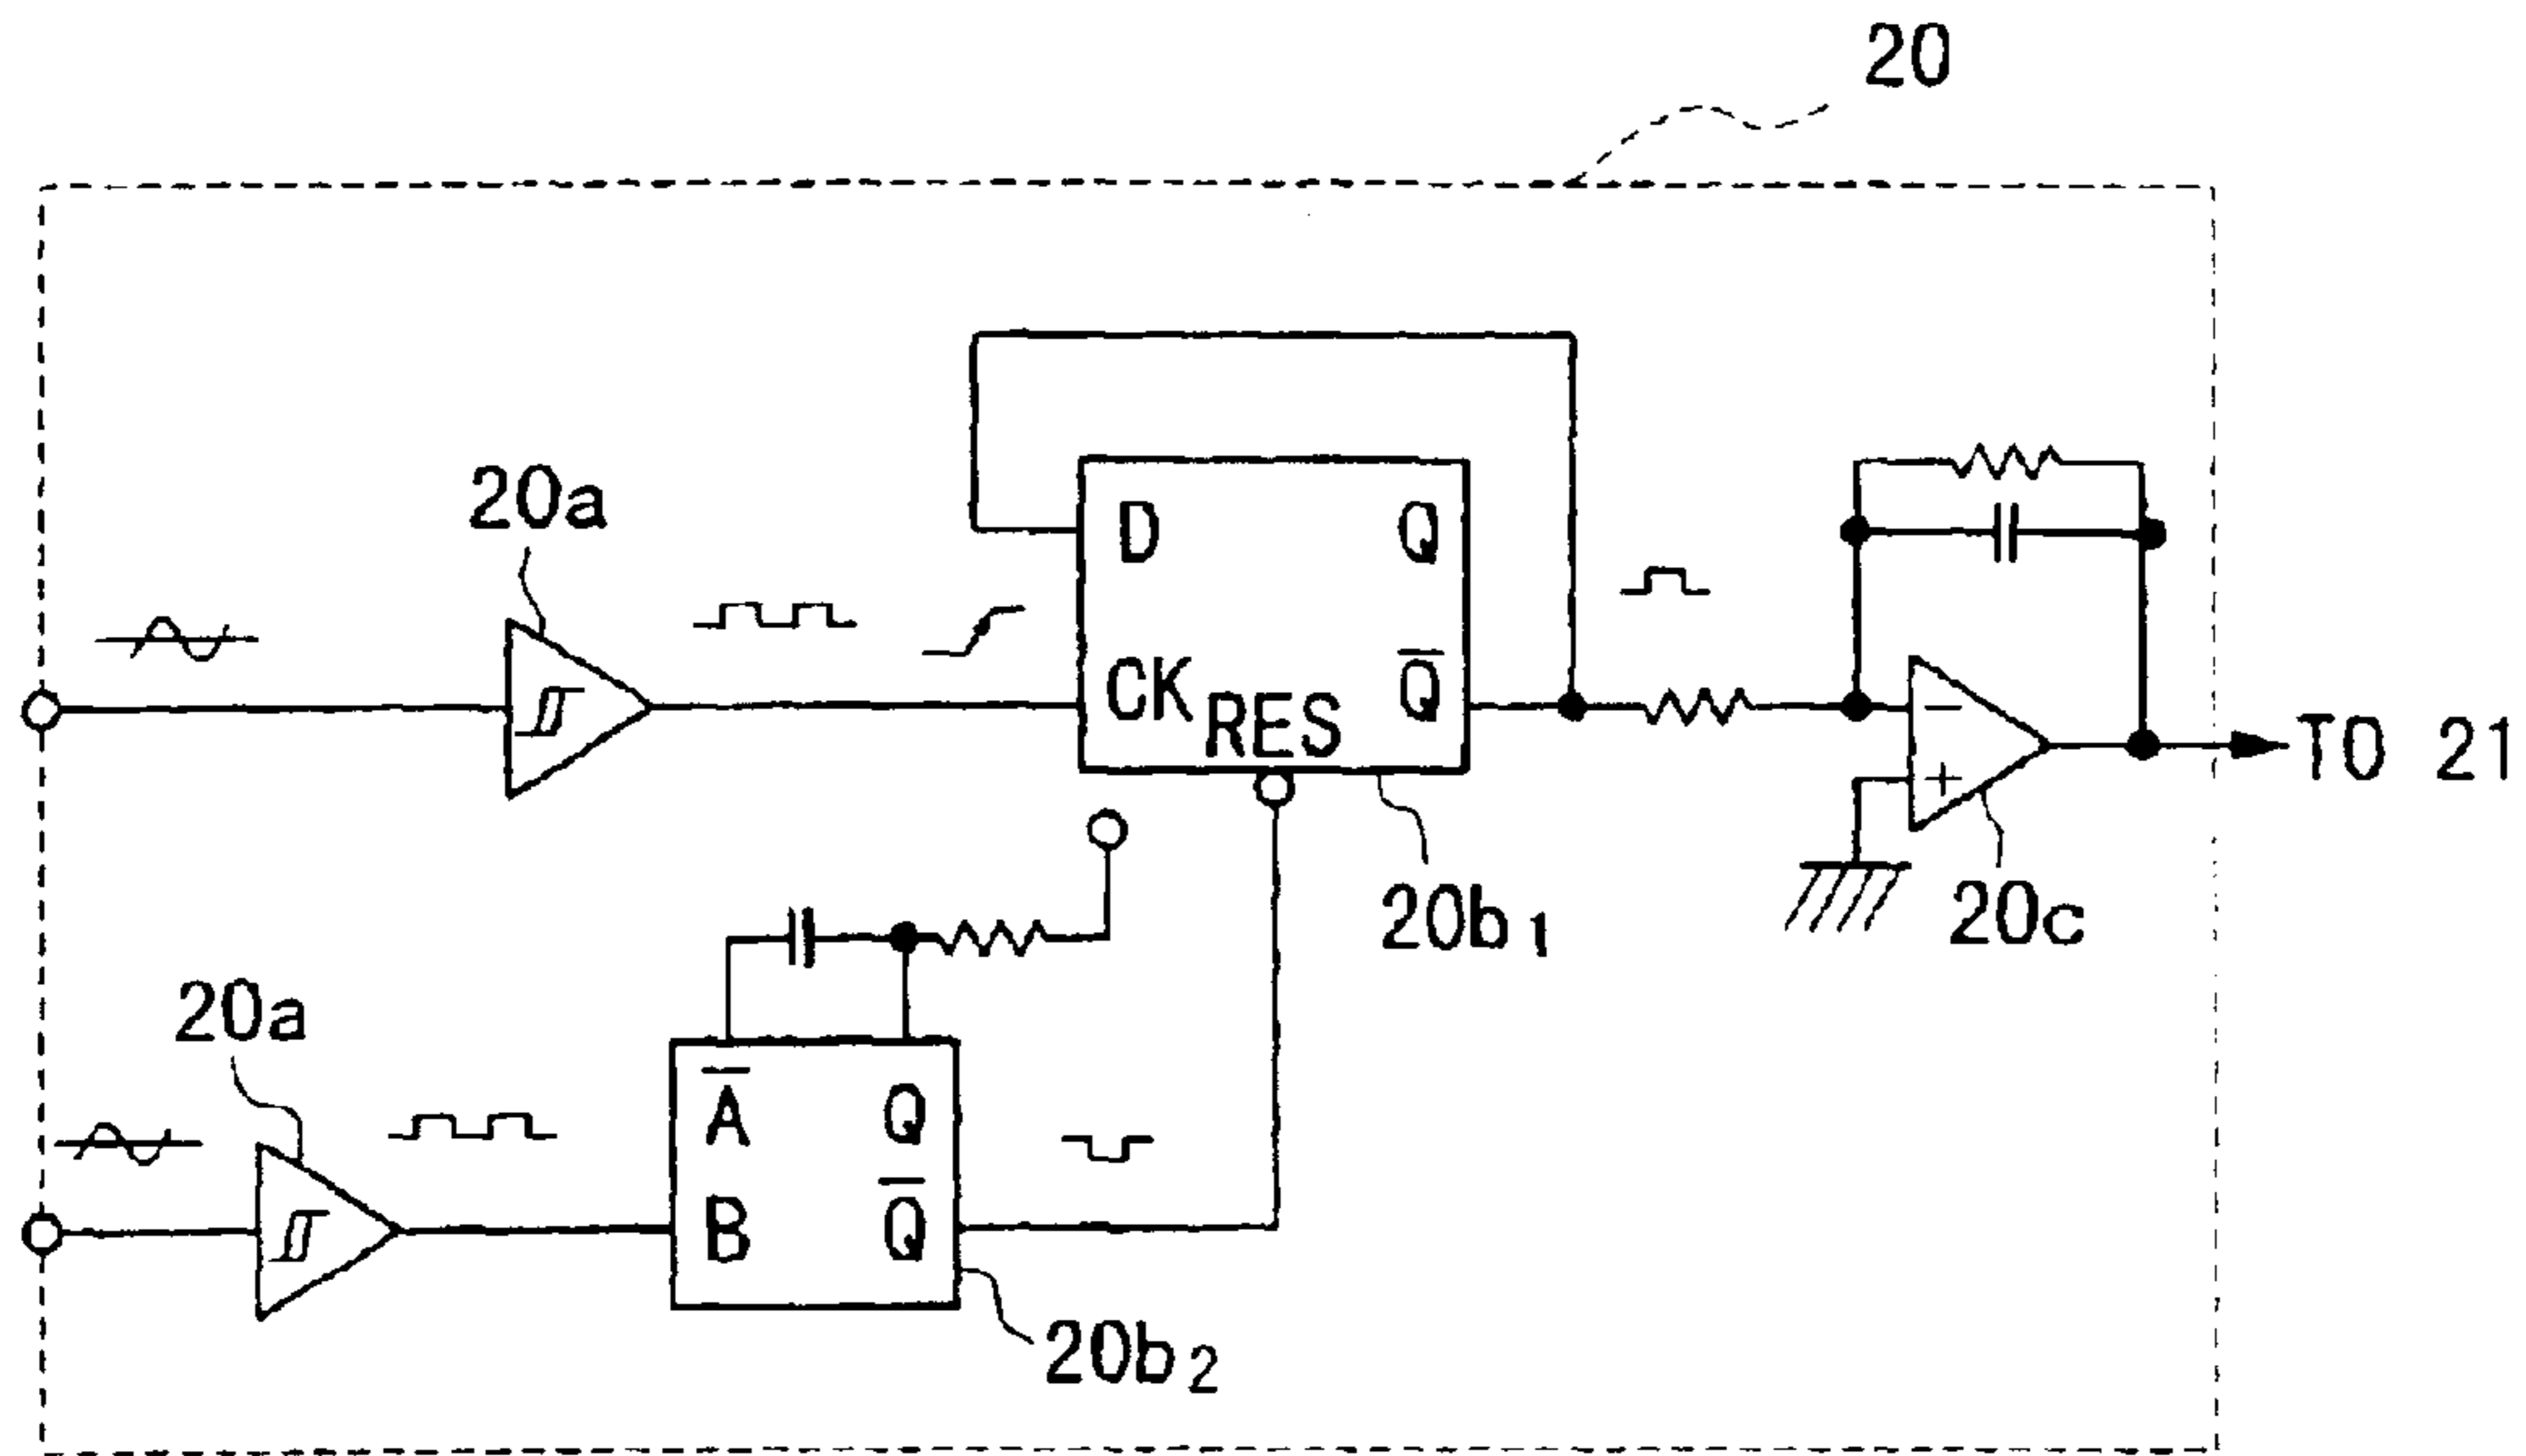 20
20a
D Q
CK Q̅
RES
- 
+
TO 21
20b₁
20c
20a
A̅ Q
B Q̅
20b₂